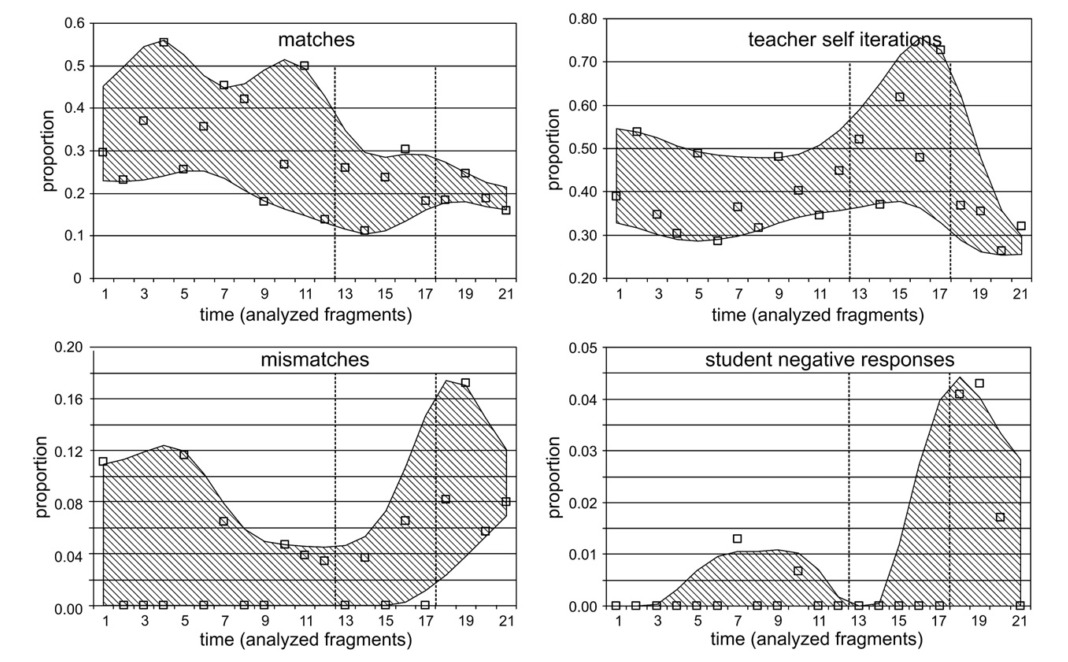 matches
proportion
0.6
0.5
0.4
0.3
0.2
0.1
0
1 3 5 7 9 11 13 15 17 19 21
time (analyzed fragments)
teacher self iterations
proportion
0.80
0.70
0.60
0.50
0.40
0.30
0.20
1 3 5 7 9 11 13 15 17 19 21
time (analyzed fragments)
mismatches
proportion
0.20
0.16
0.12
0.08
0.04
0.00
1 3 5 7 9 11 13 15 17 19 21
time (analyzed fragments)
student negative responses
proportion
0.05
0.04
0.03
0.02
0.01
0.00
1 3 5 7 9 11 13 15 17 19 21
time (analyzed fragments)